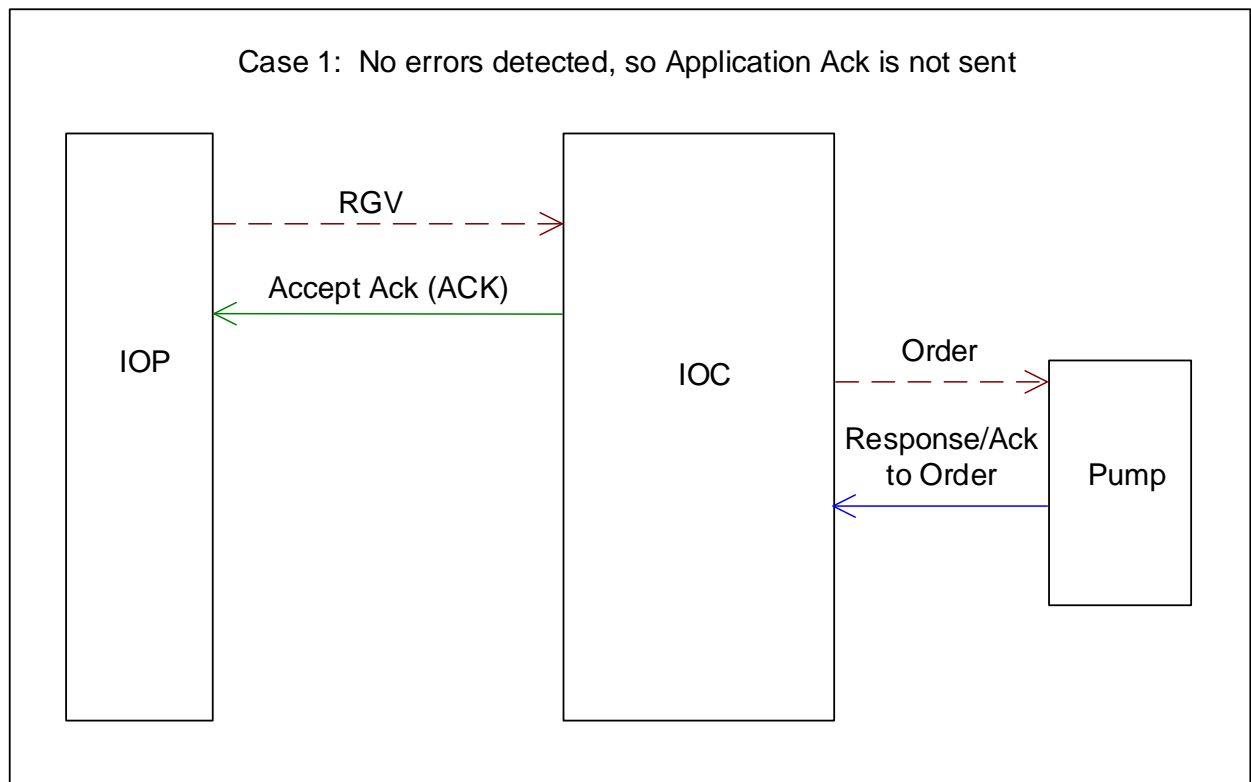 Case 1:  No errors detected, so Application Ack is not sent
RGV
Accept Ack (ACK)
IOP
IOC
Order
Response/Ack
to Order
Pump